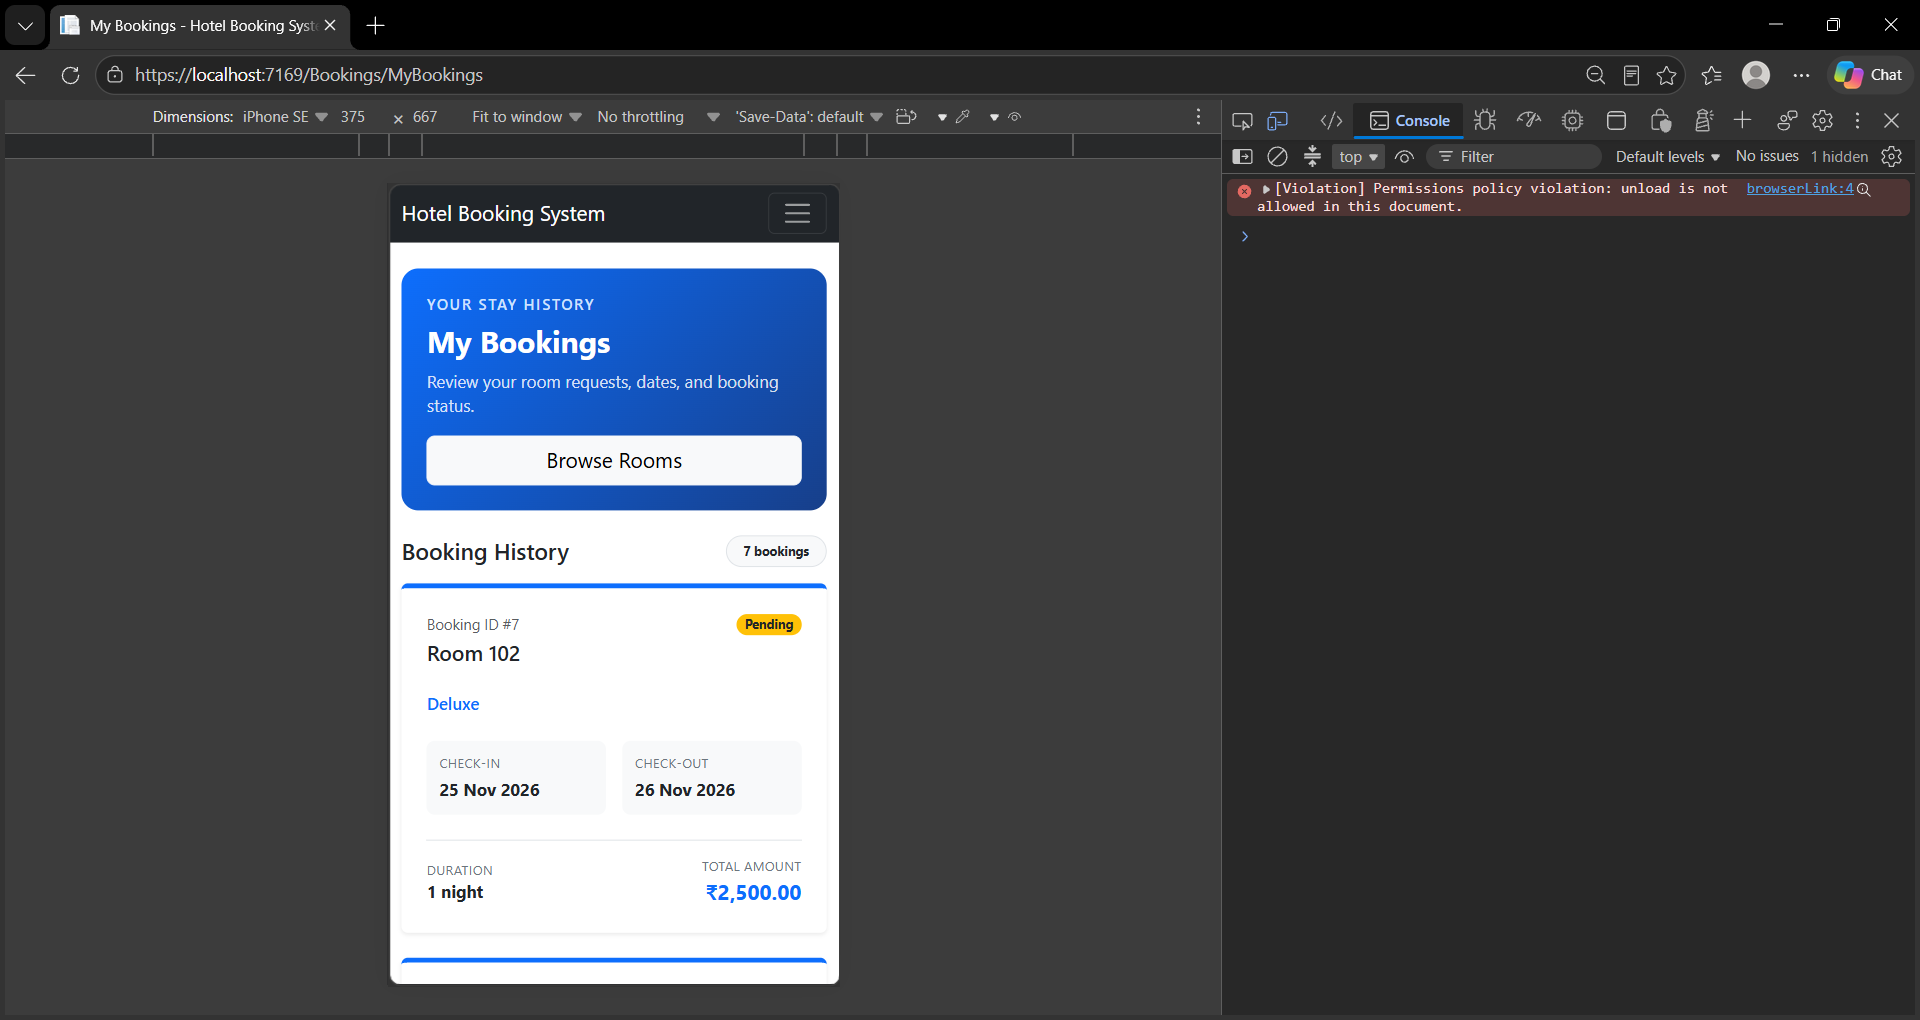 My Bookings - Hotel Booking Syst
https://localhost:7169/Bookings/MyBookings
Chat
Dimensions: iPhone SE 375 × 667 Fit to window No throttling 'Save-Data': default
Console
top Filter Default levels No issues 1 hidden
[Violation] Permissions policy violation: unload is not browserLink:4
allowed in this document.
Hotel Booking System
YOUR STAY HISTORY
My Bookings
Review your room requests, dates, and booking
status.
Browse Rooms
Booking History
7 bookings
Booking ID #7
Pending
Room 102
Deluxe
CHECK-IN
25 Nov 2026
CHECK-OUT
26 Nov 2026
DURATION
1 night
TOTAL AMOUNT
₹2,500.00